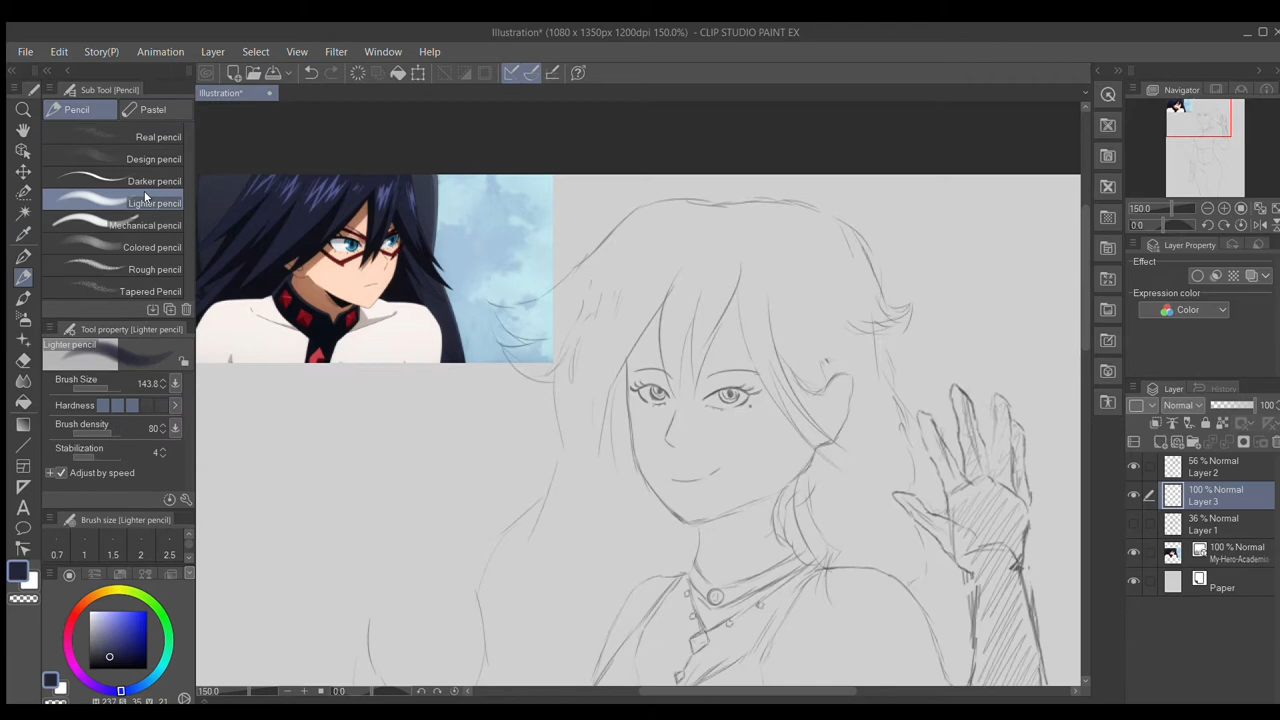 Illustration* (1080 x 1350px 1200dpi 150.0%) - CLIP STUDIO PAINT EX
File Edit Story(P) Animation Layer Select View Filter Window Help
Sub Tool [Pencil]
Pencil Pastel
Real pencil
Design pencil
Darker pencil
Lighter pencil
Mechanical pencil
Colored pencil
Rough pencil
Tapered Pencil
Tool property [Lighter pencil]
Lighter pencil
Brush Size 143.8
Hardness
Brush density 80
Stabilization 4
Adjust by speed
Brush size [Lighter pencil]
0.7 1 1.5 2 2.5
H 237 S 35 V 21
Illustration*
150.0 0.0
Navigator
150.0
0.0
Layer Property
Effect
Expression color
Color
Layer History
Normal 100
56 % Normal
Layer 2
100 % Normal
Layer 3
36 % Normal
Layer 1
100 % Normal
My-Hero-Academia
Paper